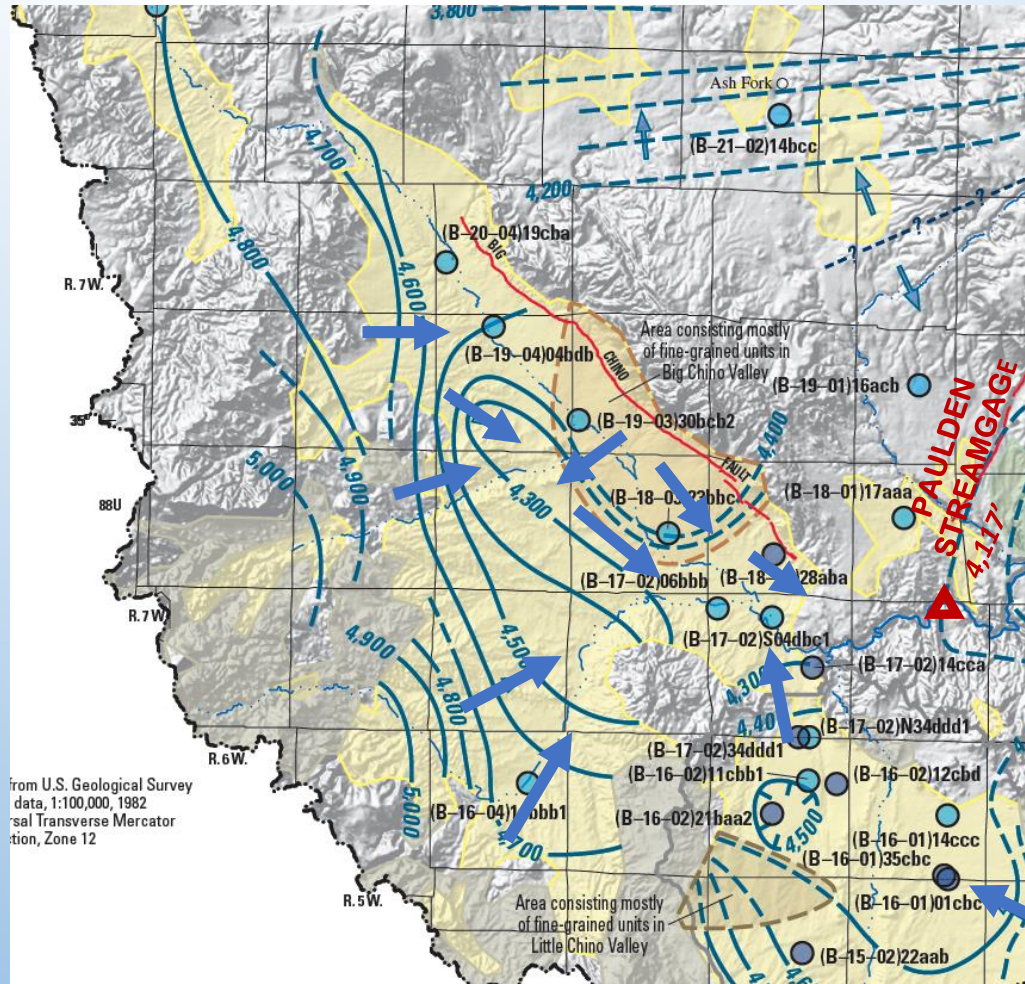 3,800
Ash Fork
(B–21–02)14bcc
4,700
4,200
?
?
?
4,800
(B–20–04)19cba
BIG
4,600
R. 7 W.
Area consisting mostly
of fine-grained units in
Big Chino Valley
CHINO
(B–19–04)04bdb
(B–19–01)16acb
35°
(B–19–03)30bcb2
4,400
FAULT
5,000
4,900
4,300
(B–18–01)17aaa
88U
PAULDEN
STREAMGAGE
4,117’
(B–17–02)06bbb
28aba
R. 7 W.
(B–17–02)S04dbc1
4,900
4,500
(B–17–02)14cca
4,300
4,800
4,40
(B–17–02)N34ddd1
(B–17–02)34ddd1
R. 6 W.
(B–16–02)11cbb1
(B–16–02)12cbd
from U.S. Geological Survey
data, 1:100,000, 1982
rsal Transverse Mercator
ction, Zone 12
5,000
(B–16–02)21baa2
4,500
(B–16–01)14ccc
4,700
(B–16–01)35cbc
(B–16–01)01cbc
R. 5 W.
Area consisting mostly
of fine-grained units in
Little Chino Valley
(B–15–02)22aab